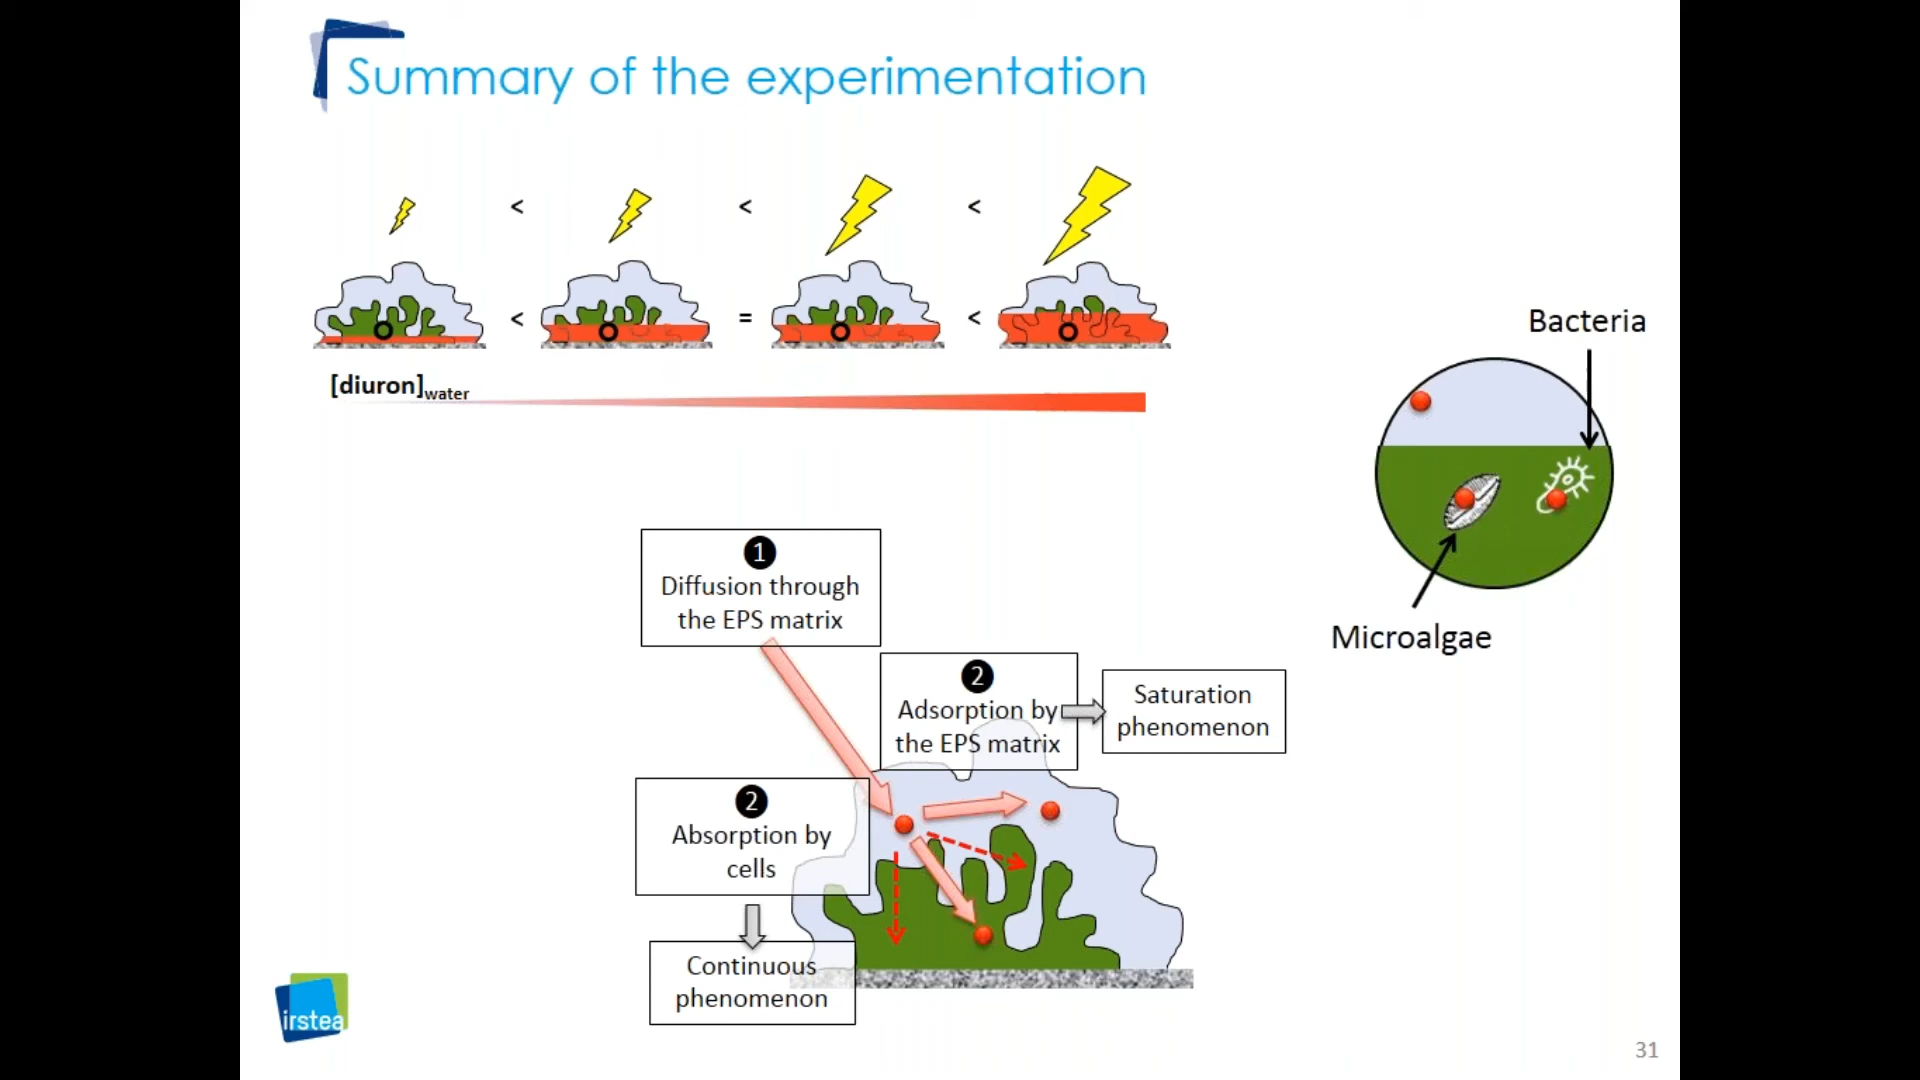 Summary of the experimentation
< < <
< = <
[diuron]water
Bacteria
Microalgae
1
Diffusion through
the EPS matrix
2
Adsorption by
the EPS matrix
Saturation
phenomenon
2
Absorption by
cells
Continuous
phenomenon
irstea
31